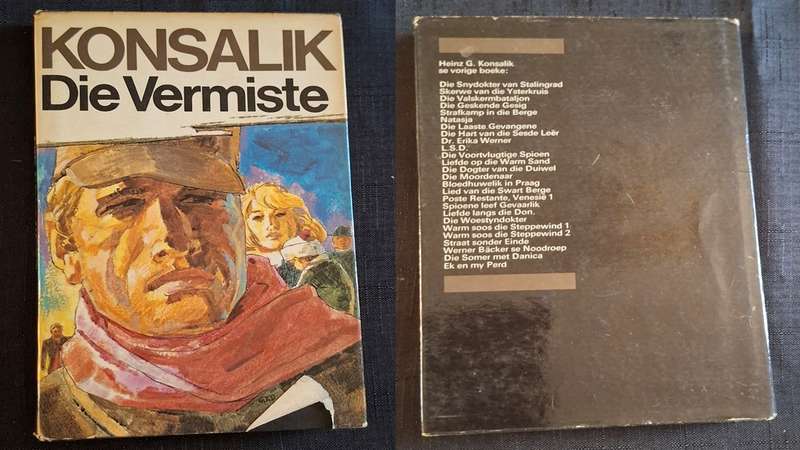 KONSALIK
Die Vermiste
Heinz G. Konsalik
se vorige boeke:
Die Snydokter van Stalingrad
Skerwe van die Ysterkruis
Die Valskermbataljon
Die Geskende Gesig
Strafkamp in die Berge
Natasja
Die Laaste Gevangene
Die Hart van die Sesde Leër
Dr. Erika Werner
L.S.D.
Die Voortvlugtige Spioen
Liefde op die Warm Sand
Die Dogter van die Duiwel
Die Moordenaar
Bloedhuwelik in Praag
Lied van die Swart Berge
Poste Restante, Venesië 1
Spioene leef Gevaarlik
Liefde langs die Don.
Die Woestyndokter
Warm soos die Steppewind 1
Warm soos die Steppewind 2
Straat sonder Einde
Werner Bäcker se Noodroep
Die Somer met Danica
Ek en my Perd